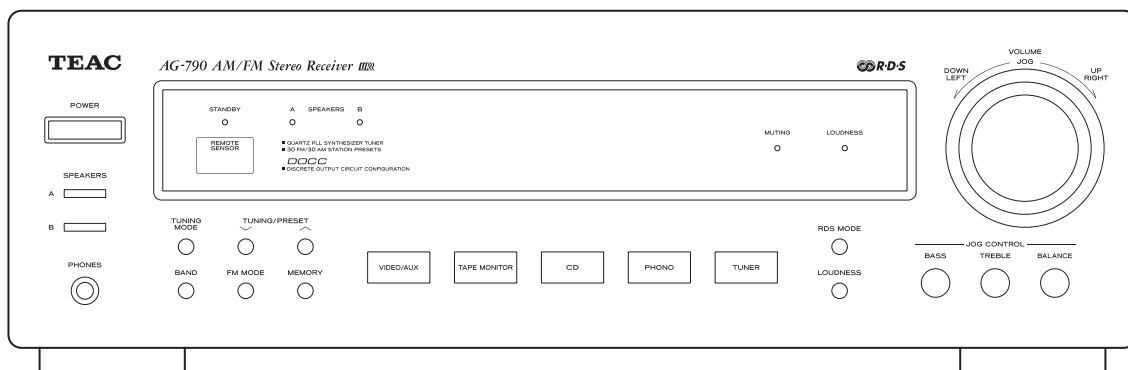 TEAC
AG-790 AM/FM Stereo Receiver
R·D·S
VOLUME
JOG
DOWN
LEFT
UP
RIGHT
POWER
STANDBY
A SPEAKERS B
REMOTE
SENSOR
QUARTZ PLL SYNTHESIZER TUNER
30 FM/30 AM STATION PRESETS
DOCC
DISCRETE OUTPUT CIRCUIT CONFIGURATION
MUTING
LOUDNESS
SPEAKERS
A
B
PHONES
TUNING
MODE
TUNING/PRESET
BAND
FM MODE
MEMORY
VIDEO/AUX
TAPE MONITOR
CD
PHONO
TUNER
RDS MODE
LOUDNESS
JOG CONTROL
BASS
TREBLE
BALANCE